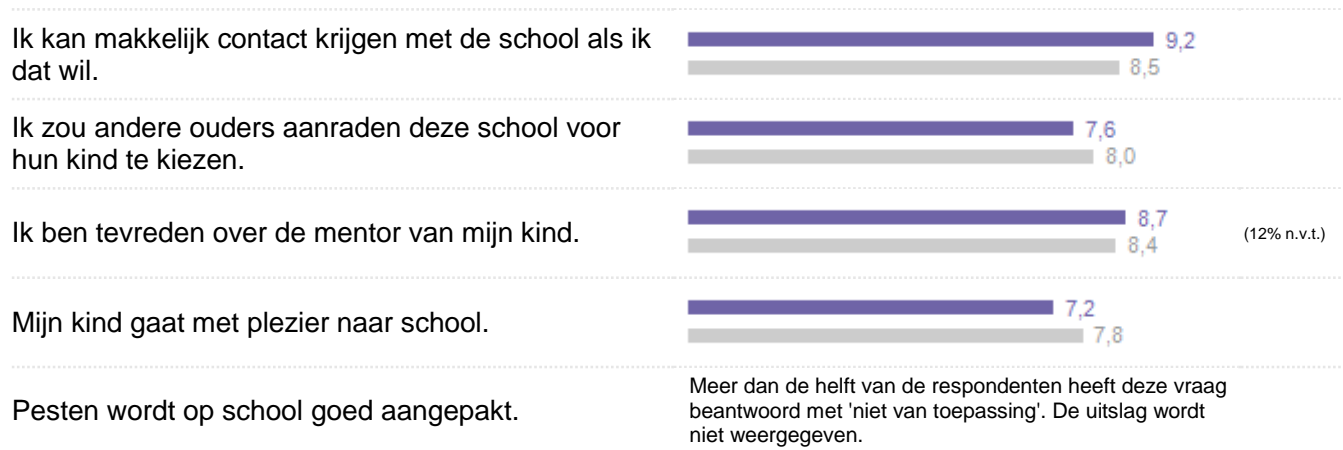 Ik kan makkelijk contact krijgen met de school als ik
dat wil.
9,2
8,5
Ik zou andere ouders aanraden deze school voor
hun kind te kiezen.
7,6
8,0
Ik ben tevreden over de mentor van mijn kind.
8,7
8,4
(12% n.v.t.)
Mijn kind gaat met plezier naar school.
7,2
7,8
Pesten wordt op school goed aangepakt.
Meer dan de helft van de respondenten heeft deze vraag
beantwoord met 'niet van toepassing'. De uitslag wordt
niet weergegeven.